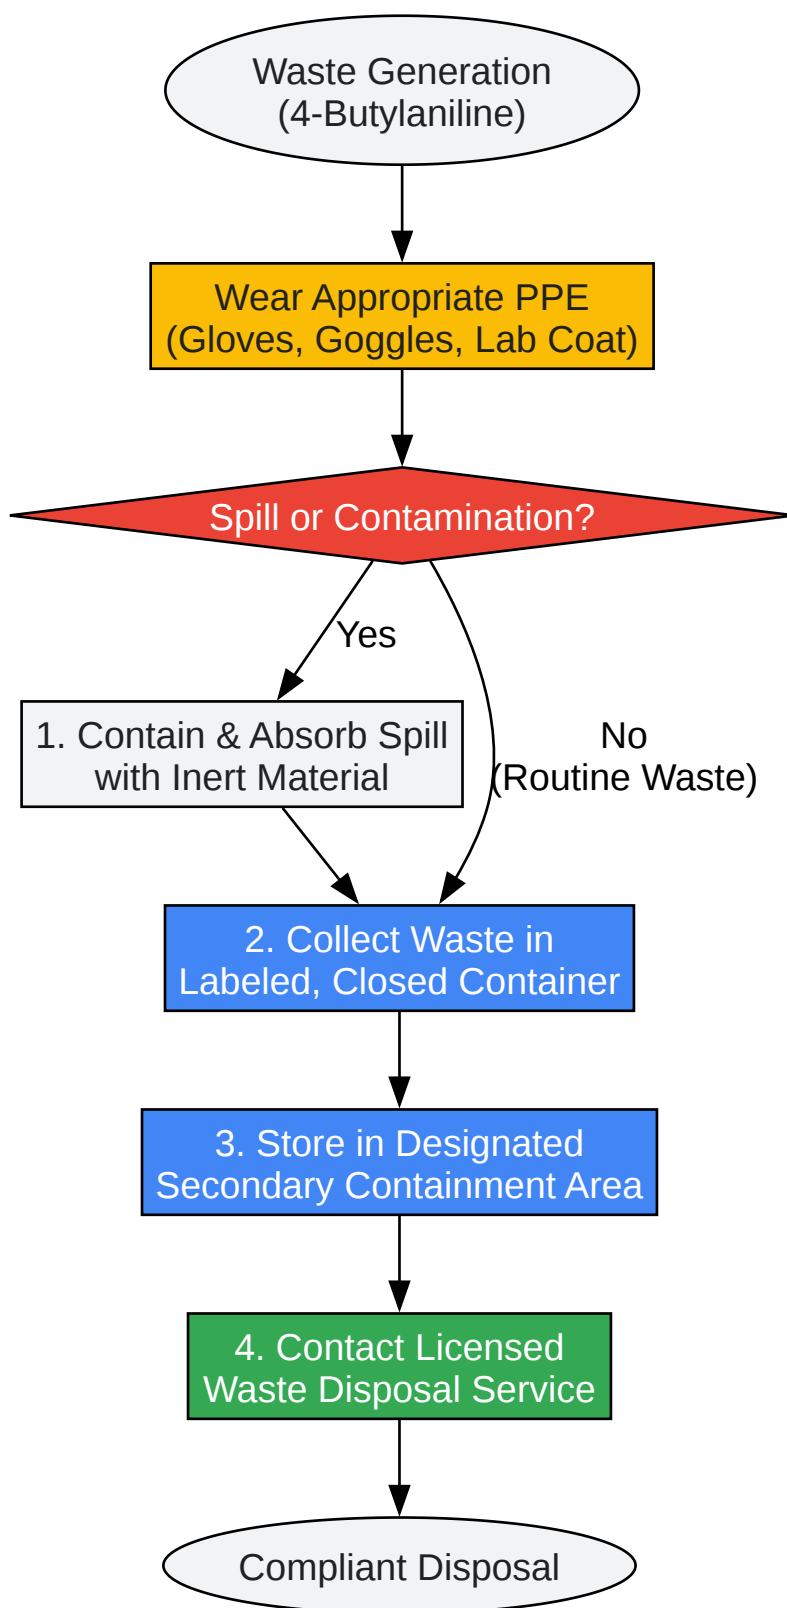 Waste Generation
(4-Butylaniline)
Wear Appropriate PPE
(Gloves, Goggles, Lab Coat)
Spill or Contamination?
Yes
1. Contain & Absorb Spill
with Inert Material
No
(Routine Waste)
2. Collect Waste in
Labeled, Closed Container
3. Store in Designated
Secondary Containment Area
4. Contact Licensed
Waste Disposal Service
Compliant Disposal